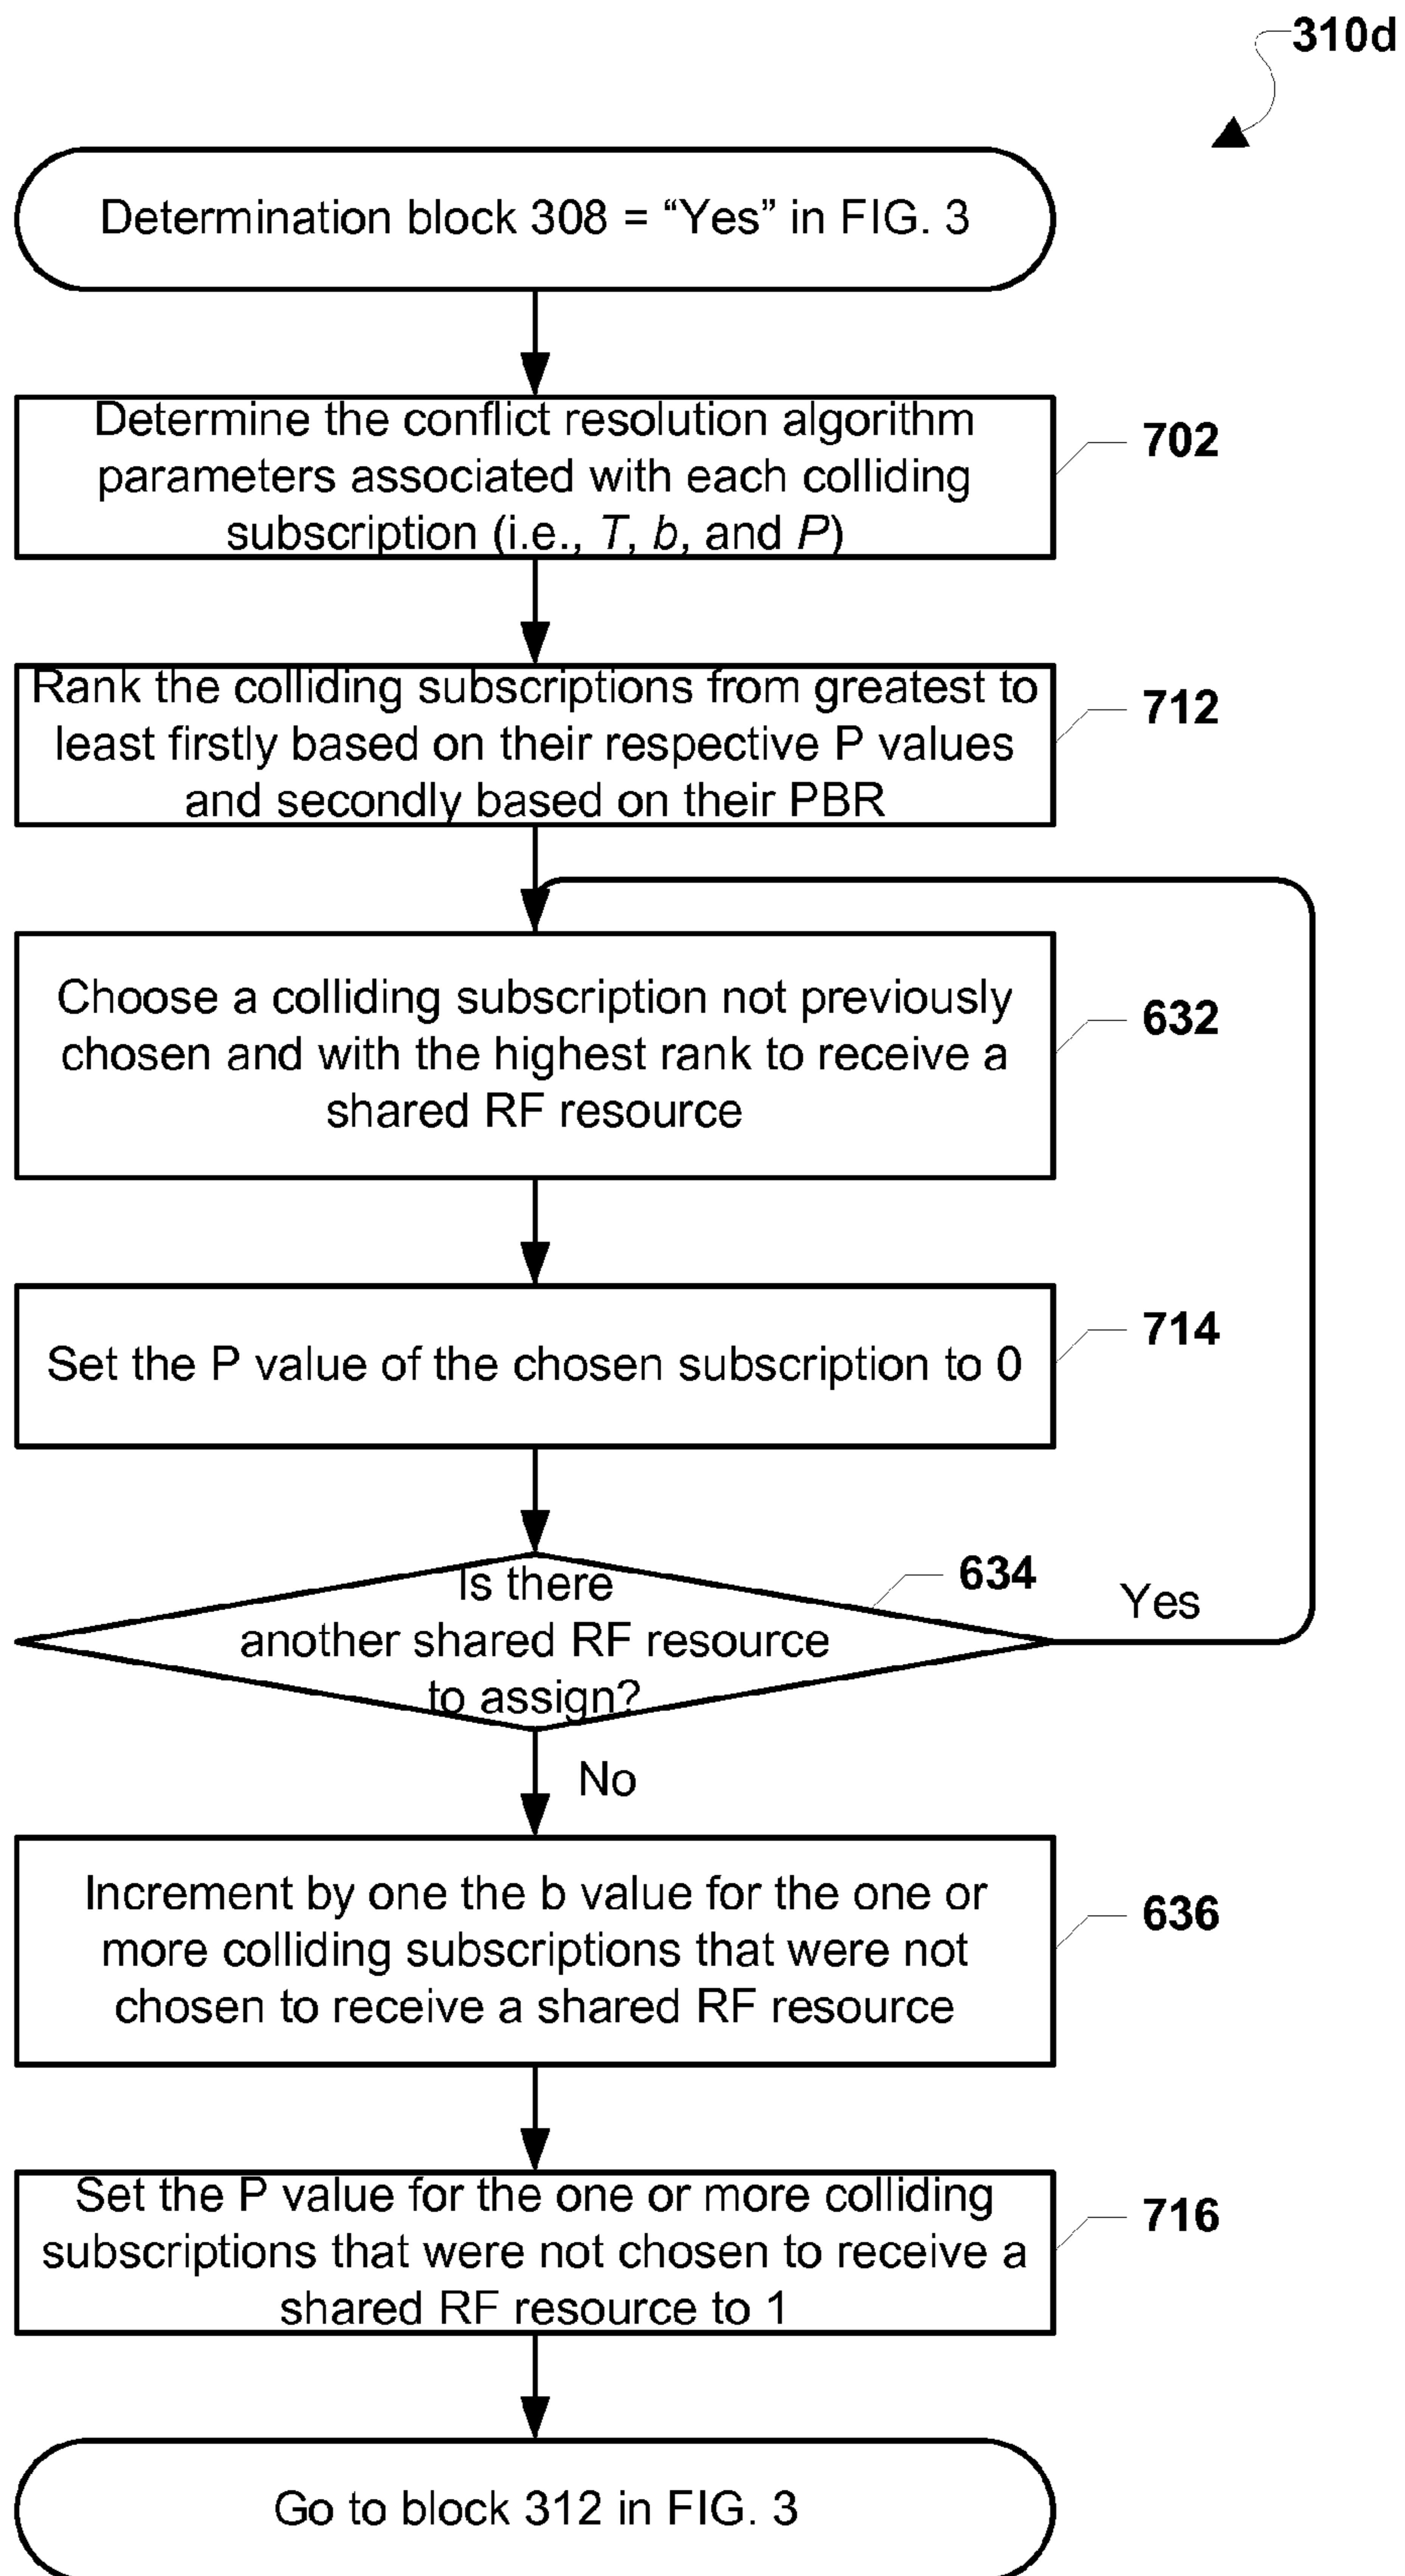 310d
Determination block 308 = “Yes” in FIG. 3
Determine the conflict resolution algorithm
parameters associated with each colliding
subscription (i.e., T, b, and P)
702
Rank the colliding subscriptions from greatest to
least firstly based on their respective P values
and secondly based on their PBR
712
Choose a colliding subscription not previously
chosen and with the highest rank to receive a
shared RF resource
632
Set the P value of the chosen subscription to 0
714
Is there
another shared RF resource
to assign?
634
Yes
No
Increment by one the b value for the one or
more colliding subscriptions that were not
chosen to receive a shared RF resource
636
Set the P value for the one or more colliding
subscriptions that were not chosen to receive a
shared RF resource to 1
716
Go to block 312 in FIG. 3